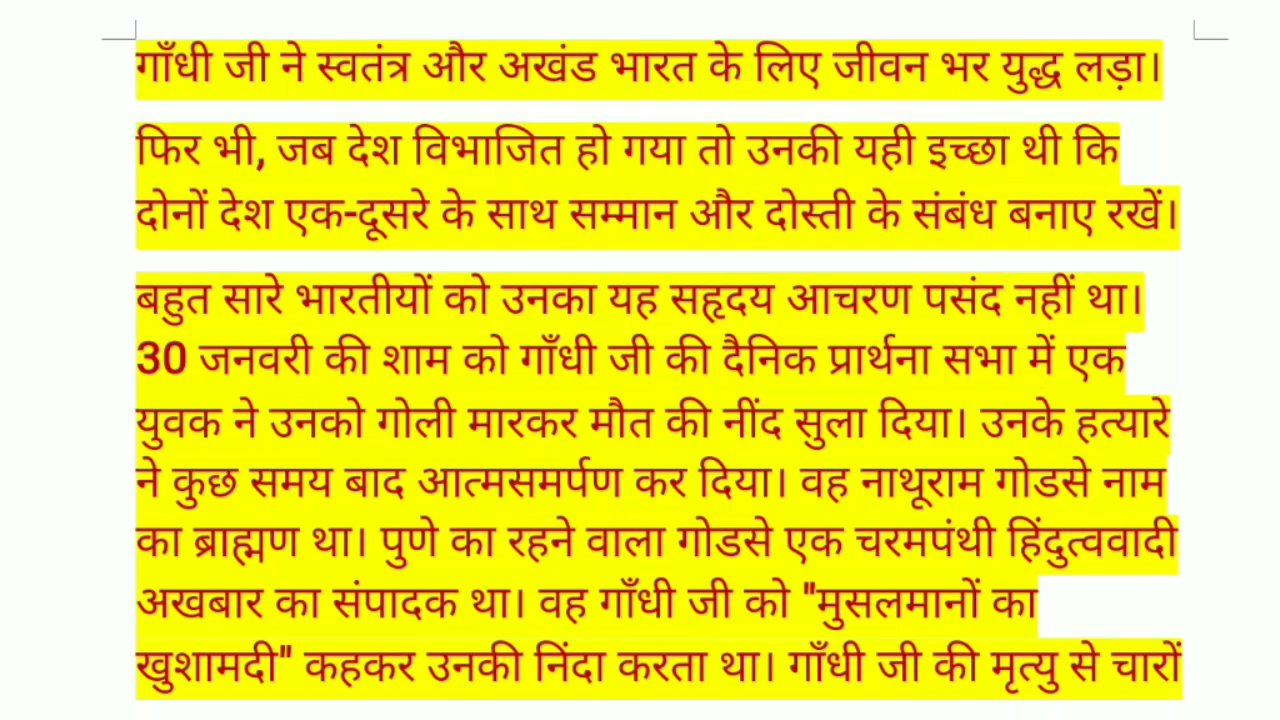 गाँधी जी ने स्वतंत्र और अखंड भारत के लिए जीवन भर युद्ध लड़ा।
फिर भी, जब देश विभाजित हो गया तो उनकी यही इच्छा थी कि
दोनों देश एक-दूसरे के साथ सम्मान और दोस्ती के संबंध बनाए रखें।
बहुत सारे भारतीयों को उनका यह सहृदय आचरण पसंद नहीं था।
30 जनवरी की शाम को गाँधी जी की दैनिक प्रार्थना सभा में एक
युवक ने उनको गोली मारकर मौत की नींद सुला दिया। उनके हत्यारे
ने कुछ समय बाद आत्मसमर्पण कर दिया। वह नाथूराम गोडसे नाम
का ब्राह्मण था। पुणे का रहने वाला गोडसे एक चरमपंथी हिंदुत्ववादी
अखबार का संपादक था। वह गाँधी जी को "मुसलमानों का
खुशामदी" कहकर उनकी निंदा करता था। गाँधी जी की मृत्यु से चारों